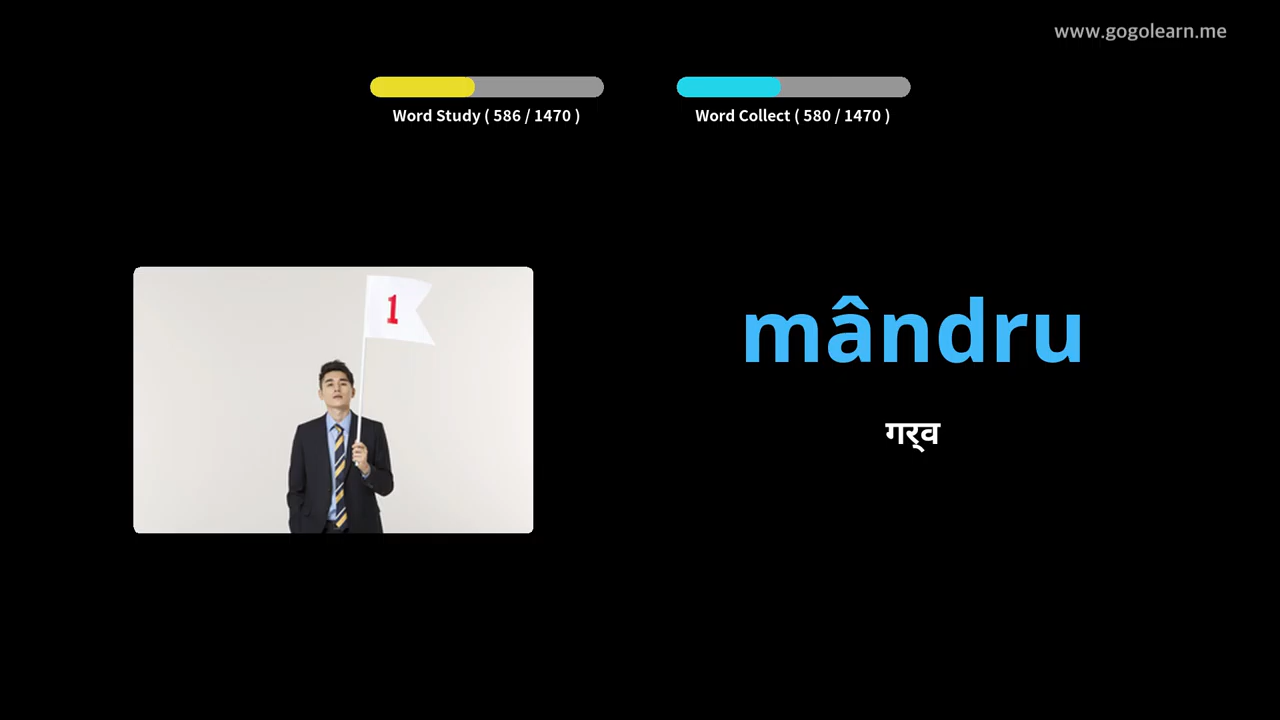 www.gogolearn.me
Word Study ( 586 / 1470 )
Word Collect ( 580 / 1470 )
1
mândru
गर्‌व